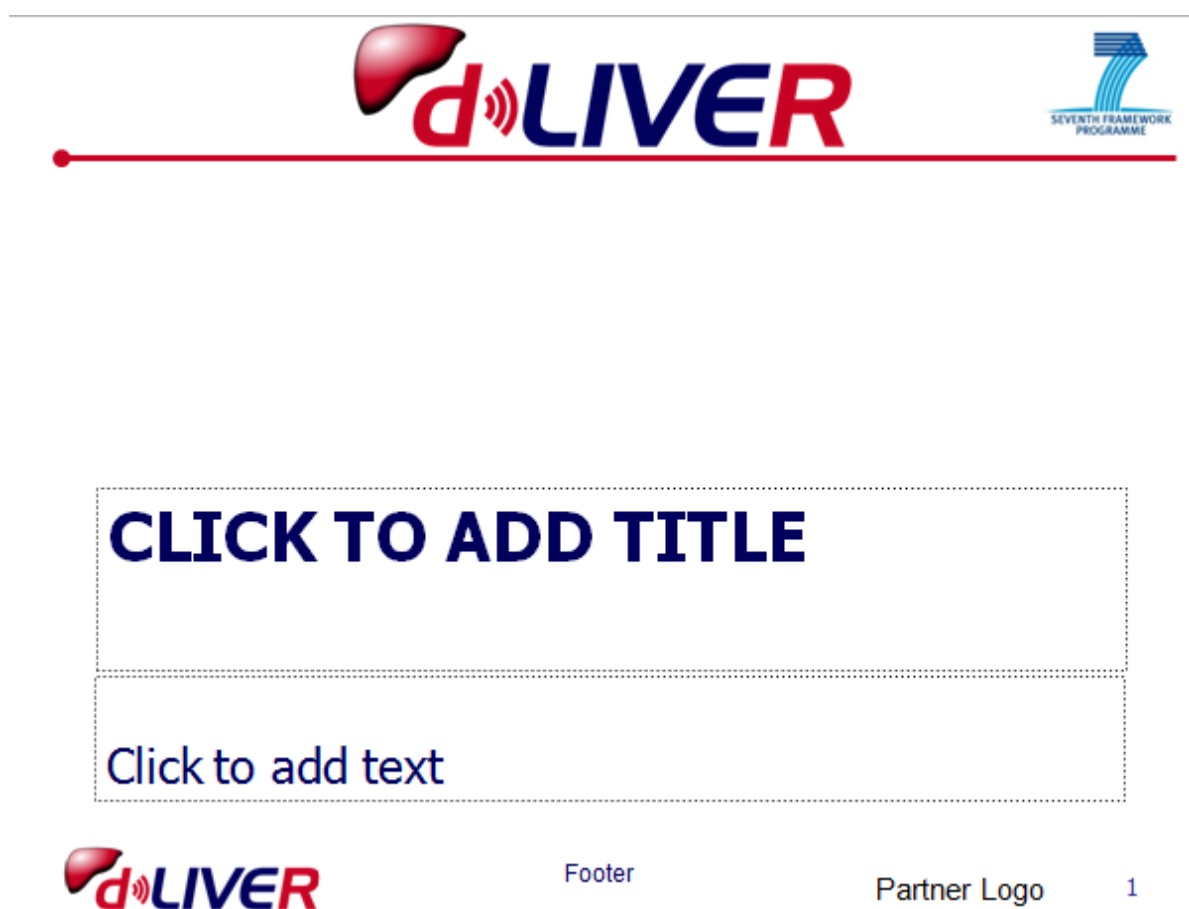 d LIVER
SEVENTH FRAMEWORK
PROGRAMME
CLICK TO ADD TITLE
Click to add text
d LIVER
Footer
Partner Logo
1